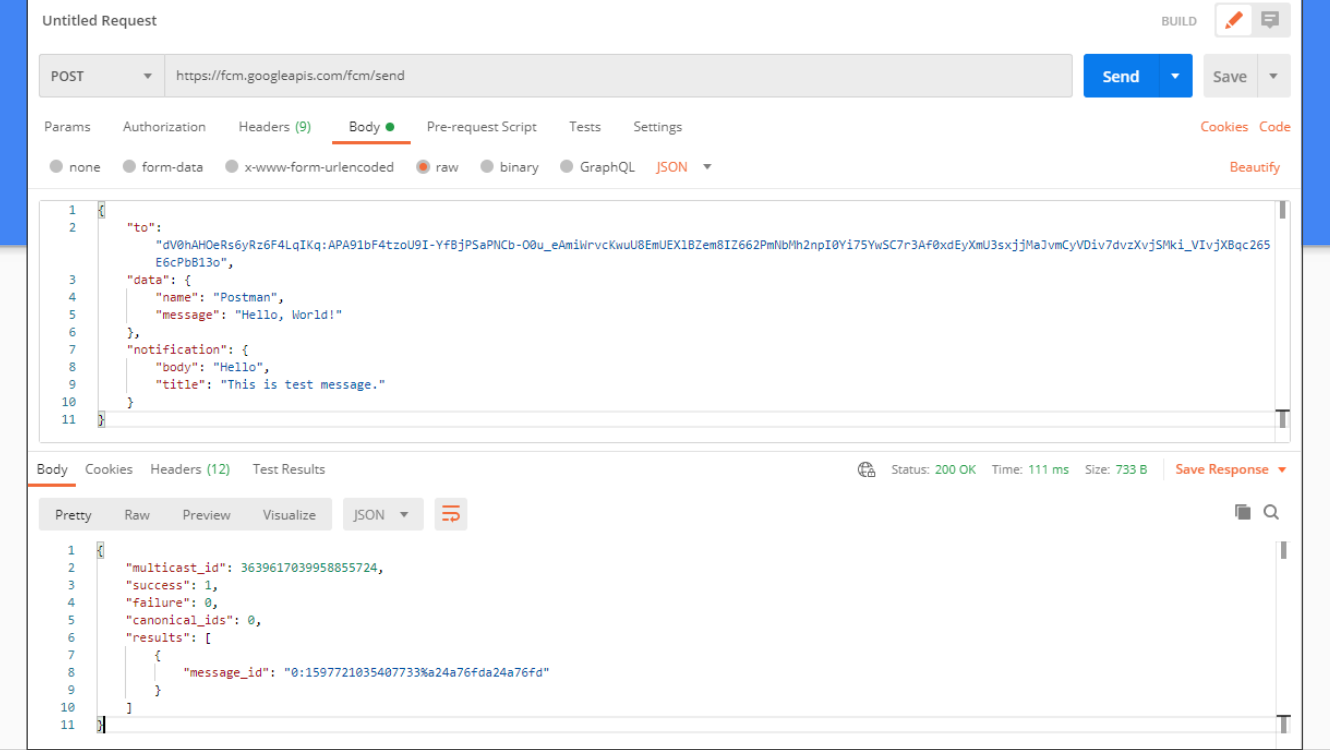 Untitled Request
BUILD
POST
https://fcm.googleapis.com/fcm/send
Send
Save
Params Authorization Headers (9) Body Pre-request Script Tests Settings
Cookies Code
none form-data x-www-form-urlencoded raw binary GraphQL JSON
Beautify
1 {
2 "to":
"dV0hAHOeRs6yRz6F4LqIKq:APA91bF4tzoU9I-YfBjPSaPNCb-O0u_eAmiWrvcKwuU8EmUEXlBZem8IZ662PmNbMh2npI0Yi75YwSC7r3Af0xdEyXmU3sxjjMaJvmCyVDiv7dvzXvjSMki_VIvjXBqc265
E6cPbB13o",
3 "data": {
4 "name": "Postman",
5 "message": "Hello, World!"
6 },
7 "notification": {
8 "body": "Hello",
9 "title": "This is test message."
10 }
11 }
Body Cookies Headers (12) Test Results
Status: 200 OK Time: 111 ms Size: 733 B
Save Response
Pretty Raw Preview Visualize JSON
1 {
2 "multicast_id": 3639617039958855724,
3 "success": 1,
4 "failure": 0,
5 "canonical_ids": 0,
6 "results": [
7 {
8 "message_id": "0:1597721035407733%a24a76fda24a76fd"
9 }
10 ]
11 }